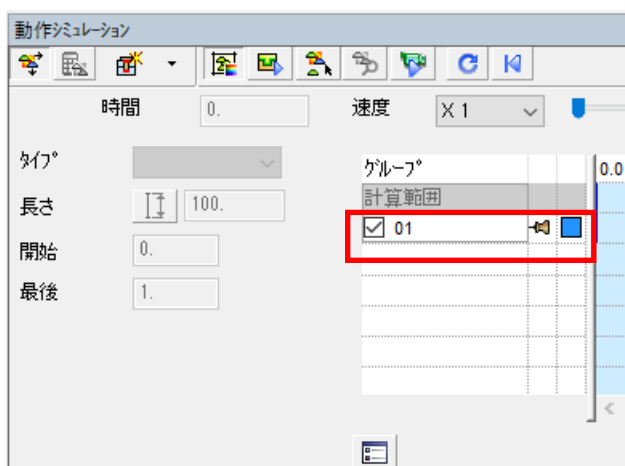 動作ｼﾐｭﾚｰｼｮﾝ
時間 0. 速度 X 1
ﾀｲﾌﾟ
長さ 100.
開始 0.
最後 1.
ｸﾞﾙｰﾌﾟ 0.0
計算範囲
01